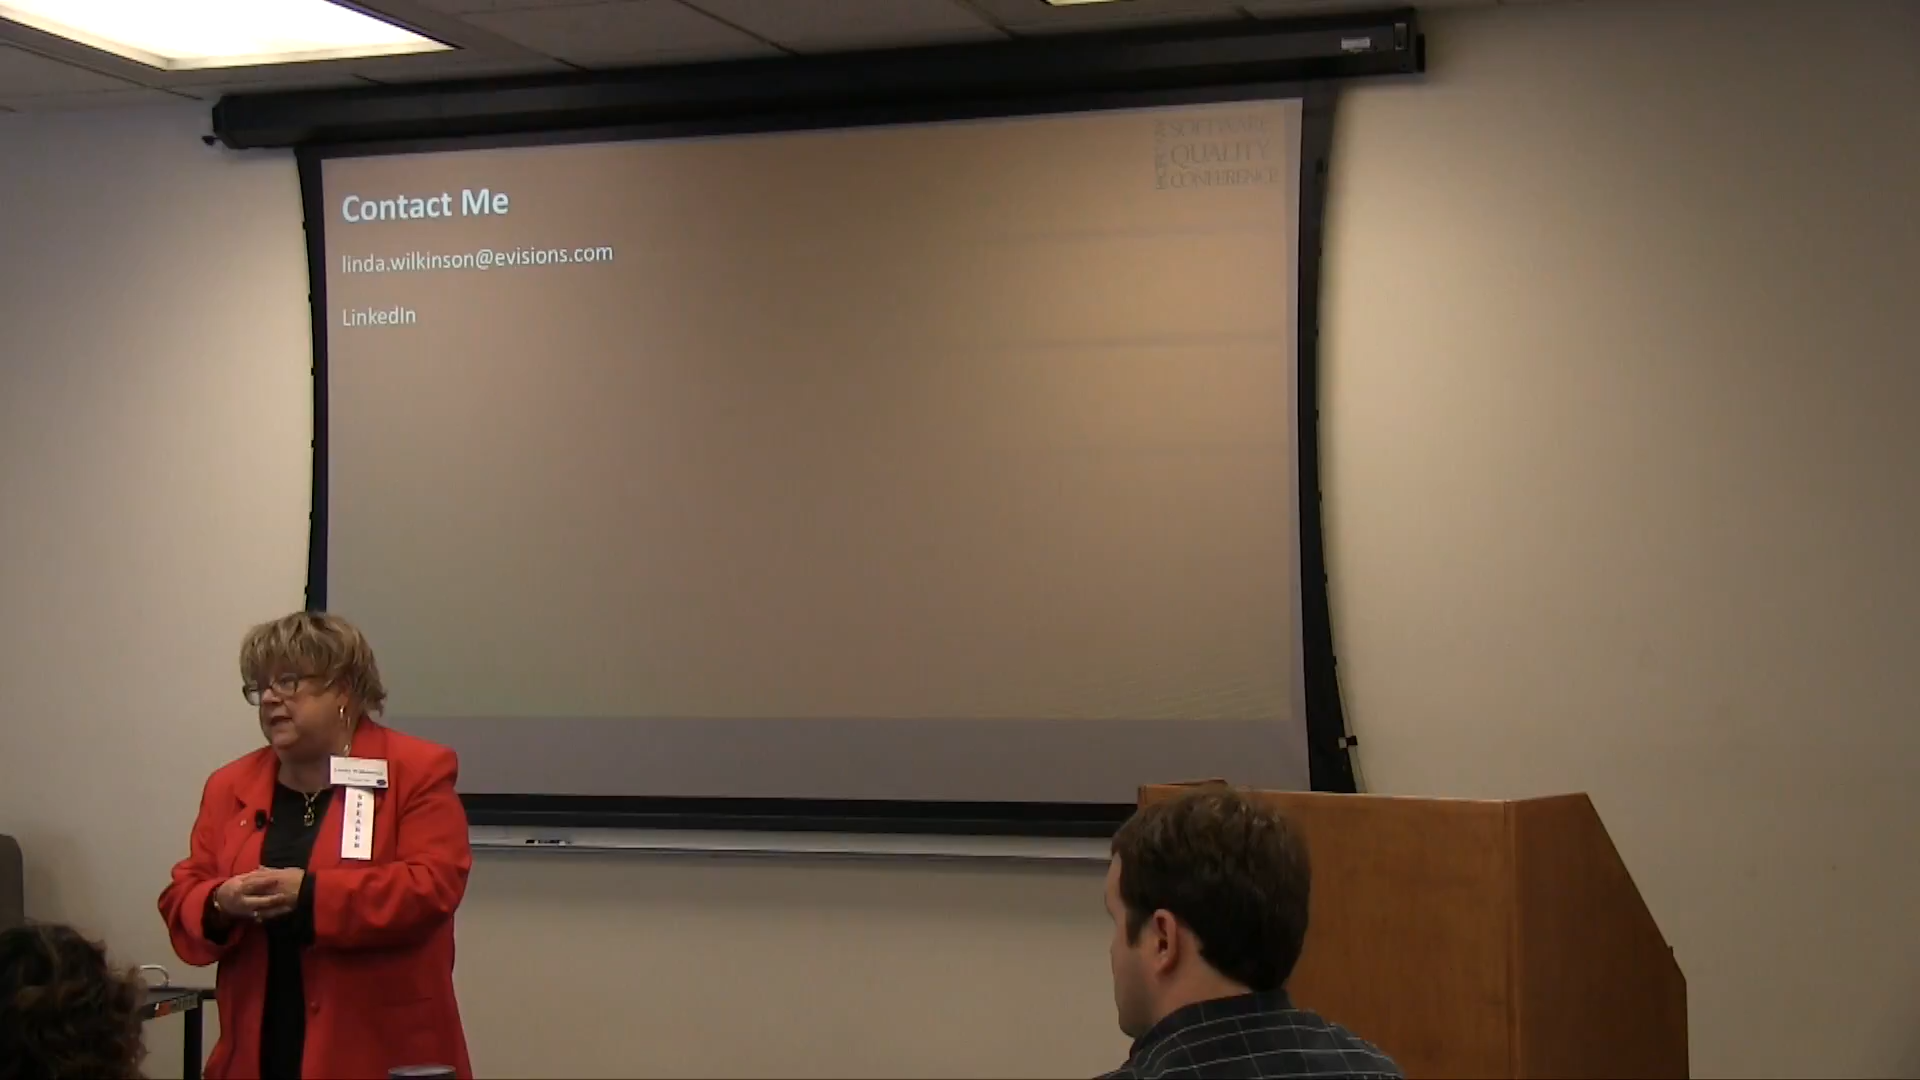 SOFTWARE
QUALITY
CONFERENCE
Contact Me
linda.wilkinson@evisions.com
LinkedIn
SPEAKER